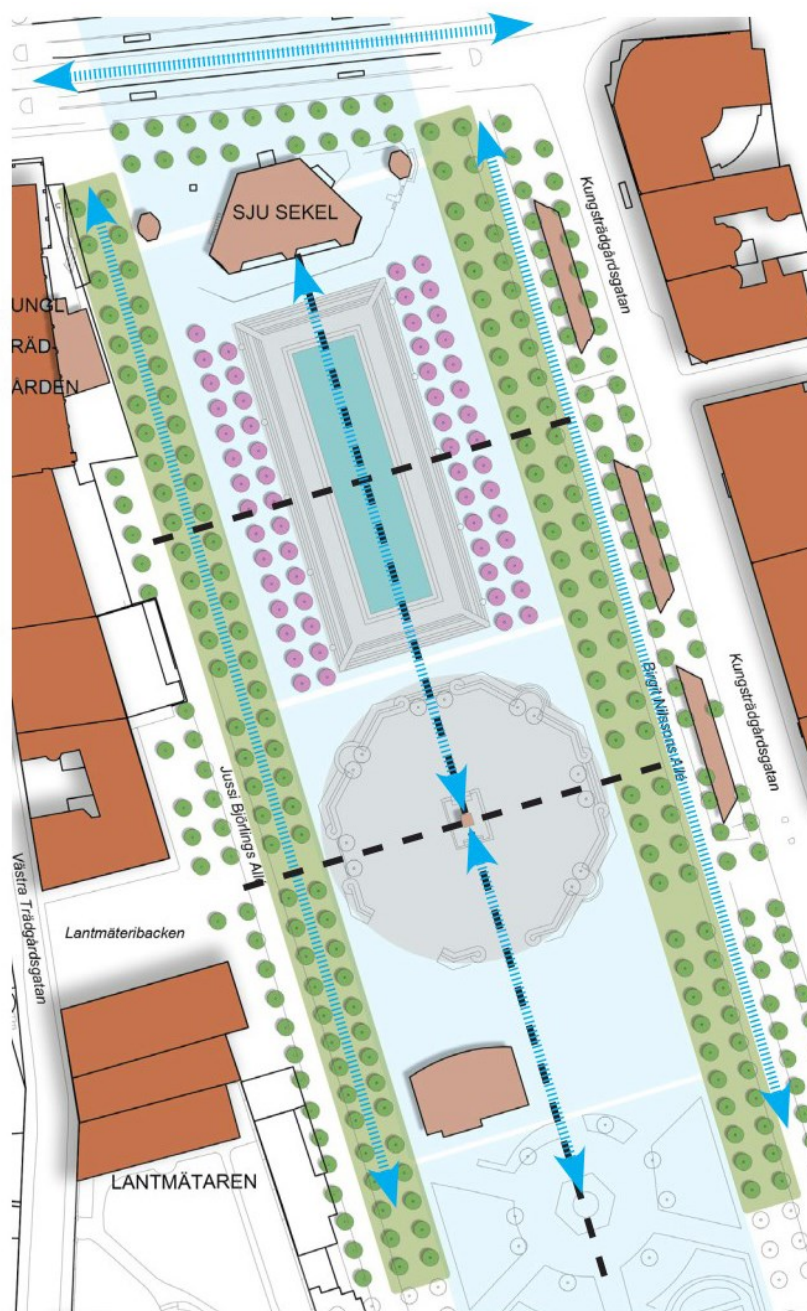 SJU SEKEL
Kungsträdgårdsgatan
UNGL
RÄD-
ÅRDEN
Birgit Nilssons Allé
Kungsträdgårdsgatan
Jussi Björlings Allé
Västra Trädgårdsgatan
Lantmäteribacken
LANTMÄTAREN